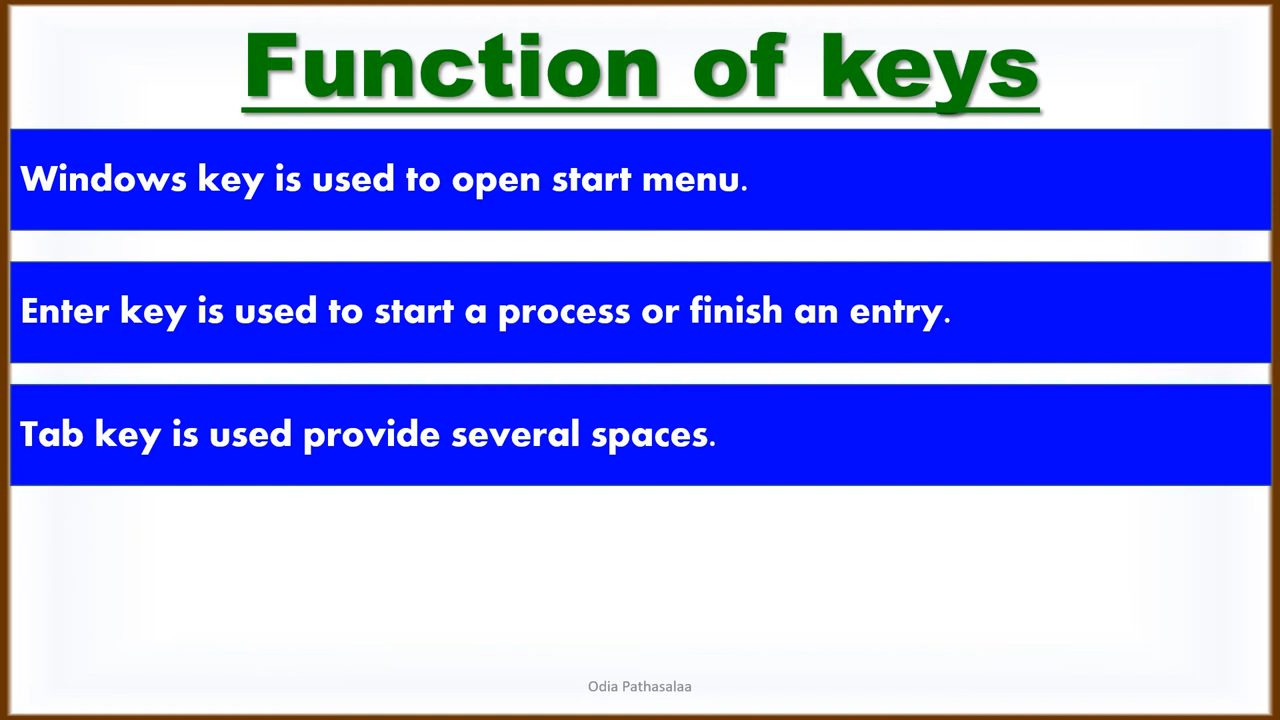 Function of keys
Windows key is used to open start menu.
Enter key is used to start a process or finish an entry.
Tab key is used provide several spaces.
Odia Pathasalaa